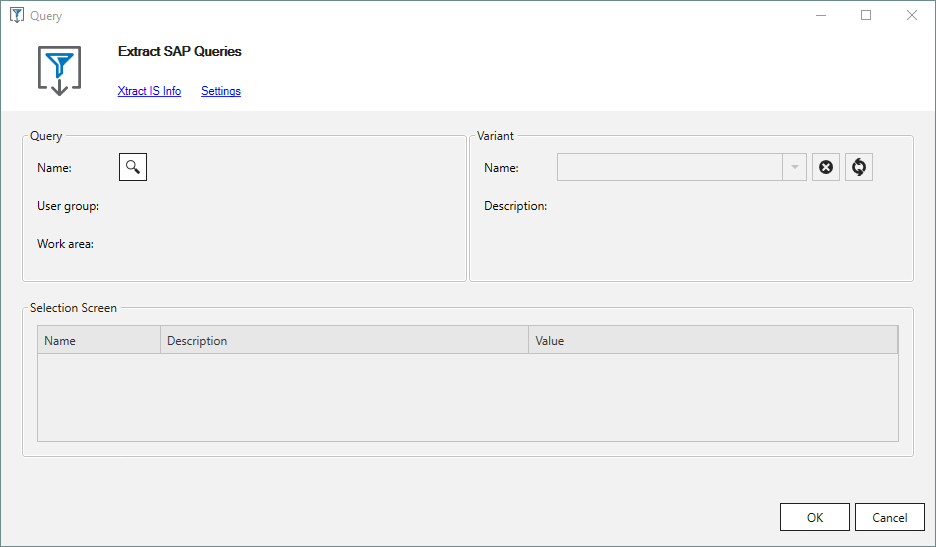 Query
Extract SAP Queries
Xtract IS Info Settings
Query
Name:
User group:
Work area:
Variant
Name:
Description:
Selection Screen
Name Description Value
OK Cancel